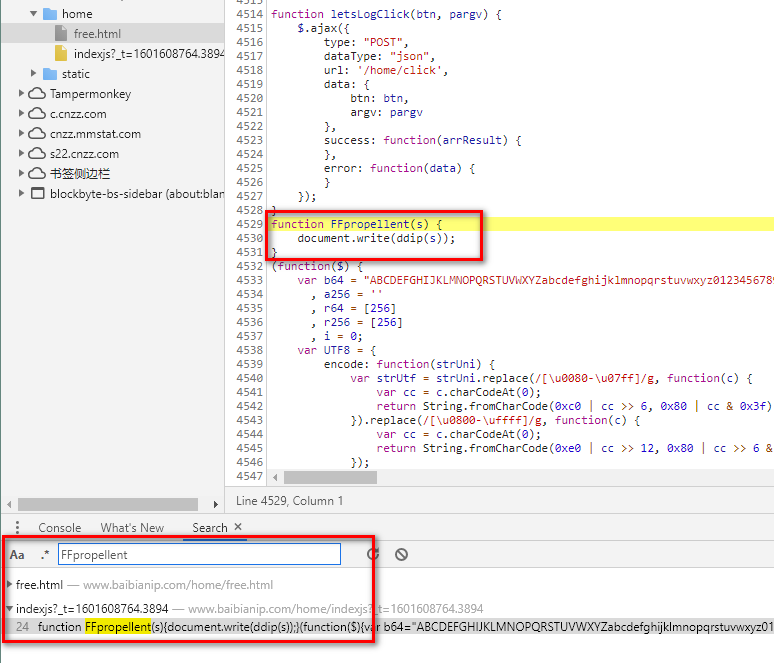 home
free.html
indexjs?_t=1601608764.3894
static
Tampermonkey
c.cnzz.com
cnzz.mmstat.com
s22.cnzz.com
书签侧边栏
blockbyte-bs-sidebar (about:blan
4513
4514 function letsLogClick(btn, pargv) {
4515 $.ajax({
4516 type: "POST",
4517 dataType: "json",
4518 url: '/home/click',
4519 data: {
4520 btn: btn,
4521 argv: pargv
4522 },
4523 success: function(arrResult) {
4524 },
4525 error: function(data) {
4526 }
4527 });
4528 }
4529 function FFpropellent(s) {
4530 document.write(ddip(s));
4531 }
4532 (function($) {
4533 var b64 = "ABCDEFGHIJKLMNOPQRSTUVWXYZabcdefghijklmnopqrstuvwxyz012345678
4534 , a256 = ''
4535 , r64 = [256]
4536 , r256 = [256]
4537 , i = 0;
4538 var UTF8 = {
4539 encode: function(strUni) {
4540 var strUtf = strUni.replace(/[\u0080-\u07ff]/g, function(c) {
4541 var cc = c.charCodeAt(0);
4542 return String.fromCharCode(0xc0 | cc >> 6, 0x80 | cc & 0x3f)
4543 }).replace(/[\u0800-\uffff]/g, function(c) {
4544 var cc = c.charCodeAt(0);
4545 return String.fromCharCode(0xe0 | cc >> 12, 0x80 | cc >> 6 &
4546 });
4547
Line 4529, Column 1
Console What's New Search ×
Aa .* FFpropellent
free.html — www.baibianip.com/home/free.html
indexjs?_t=1601608764.3894 — www.baibianip.com/home/indexjs?_t=1601608764.3894
24 function FFpropellent(s){document.write(ddip(s));}(function($){var b64="ABCDEFGHIJKLMNOPQRSTUVWXYZabcdefghijklmnopqrstuvwxyz01